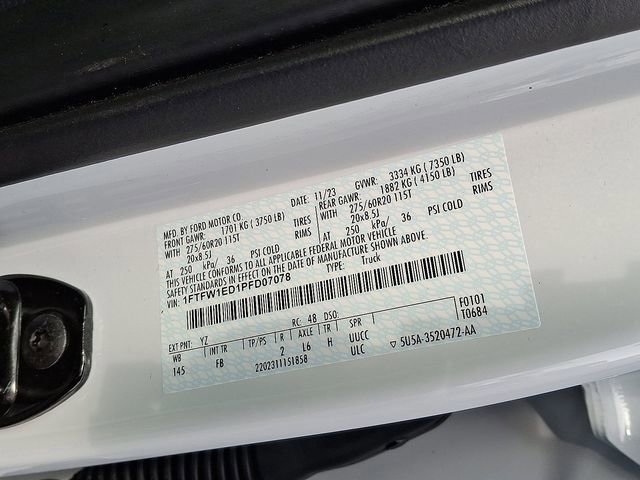 MFD. BY FORD MOTOR CO.
DATE: 11/23 GVWR: 3334 KG ( 7350 LB)
FRONT GAWR: 1701 KG ( 3750 LB) REAR GAWR: 1882 KG ( 4150 LB)
WITH 275/60R20 115T TIRES WITH 275/60R20 115T TIRES
20x8.5J RIMS 20x8.5J RIMS
AT 250 kPa/ 36 PSI COLD AT 250 kPa/ 36 PSI COLD
THIS VEHICLE CONFORMS TO ALL APPLICABLE FEDERAL MOTOR VEHICLE
SAFETY STANDARDS IN EFFECT ON THE DATE OF MANUFACTURE SHOWN ABOVE.
VIN: 1FTFW1ED1PFD07078 TYPE: Truck
EXT PNT: YZ RC: 48 DSO: F0101
WB INT TR TP/PS R AXLE TR SPR T0684
145 FB 2 L6 H UUCC
2202311151858 ULC ▽ 5U5A-3520472-AA